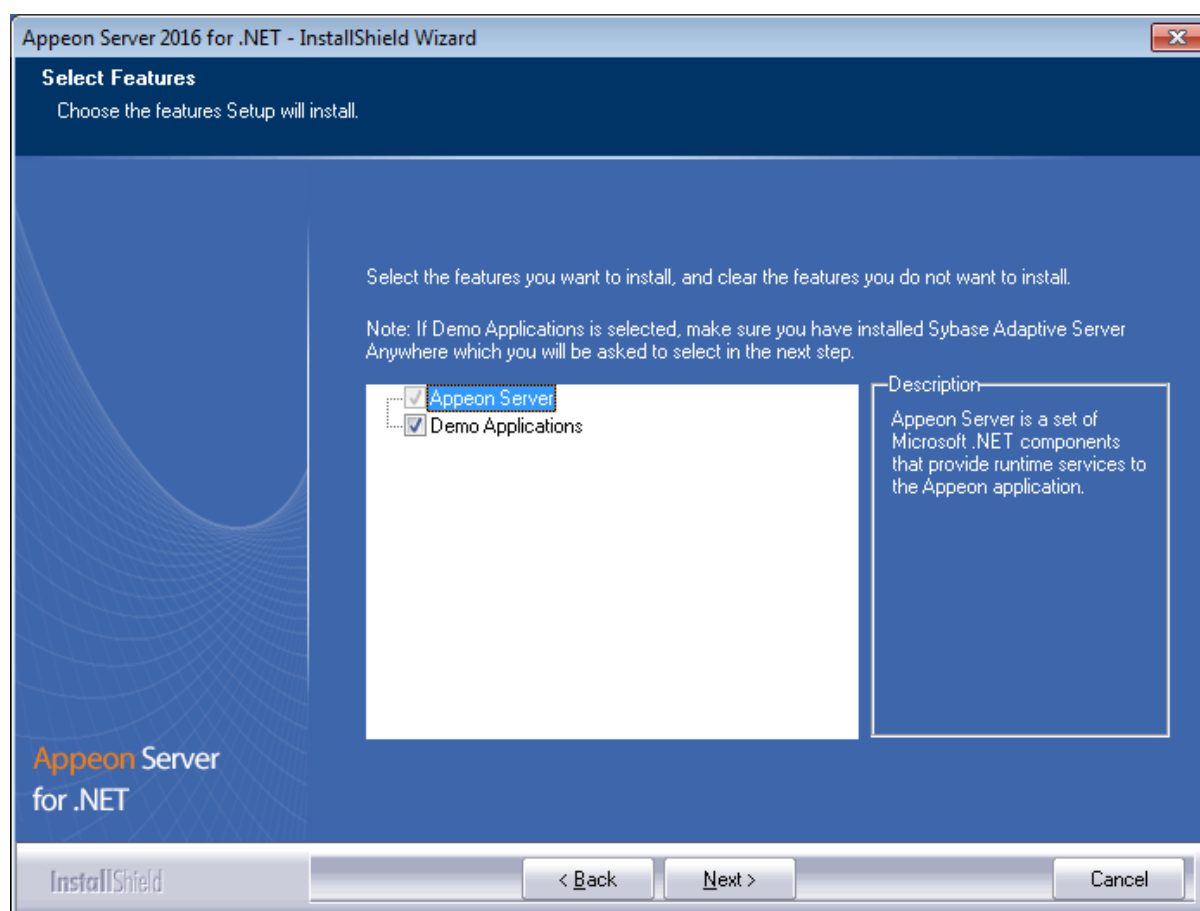 Appeon Server 2016 for .NET - InstallShield Wizard
Select Features
Choose the features Setup will install.
Select the features you want to install, and clear the features you do not want to install.
Note: If Demo Applications is selected, make sure you have installed Sybase Adaptive Server
Anywhere which you will be asked to select in the next step.
Appeon Server
Demo Applications
Description
Appeon Server is a set of
Microsoft .NET components
that provide runtime services to
the Appeon application.
Appeon Server
for .NET
InstallShield
< Back
Next >
Cancel